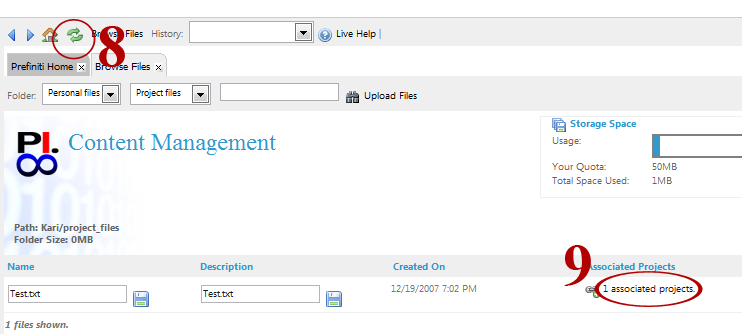 8
Browse Files History: Live Help |
Prefiniti Home x Browse Files x
Folder: Personal files Project files Upload Files
PI.
Content Management
Storage Space
Usage:
Your Quota: 50MB
Total Space Used: 1MB
Path: Kari/project_files
Folder Size: 0MB
9
Name Description Created On Associated Projects
Test.txt Test.txt 12/19/2007 7:02 PM 1 associated projects.
1 files shown.